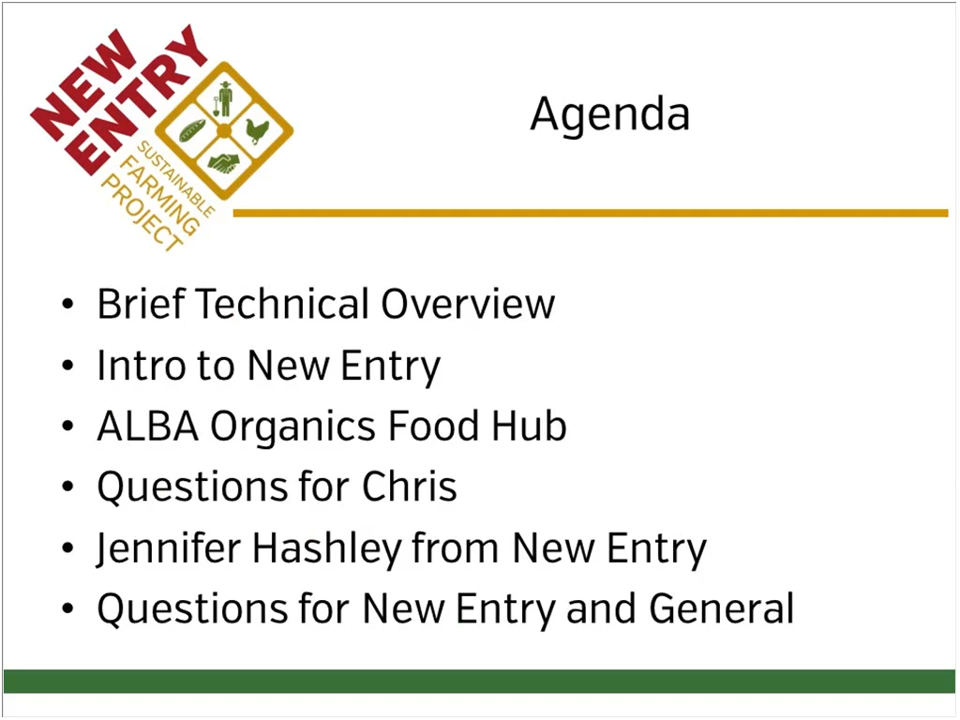 NEW
ENTRY
SUSTAINABLE
FARMING
PROJECT
Agenda
• Brief Technical Overview
• Intro to New Entry
• ALBA Organics Food Hub
• Questions for Chris
• Jennifer Hashley from New Entry
• Questions for New Entry and General